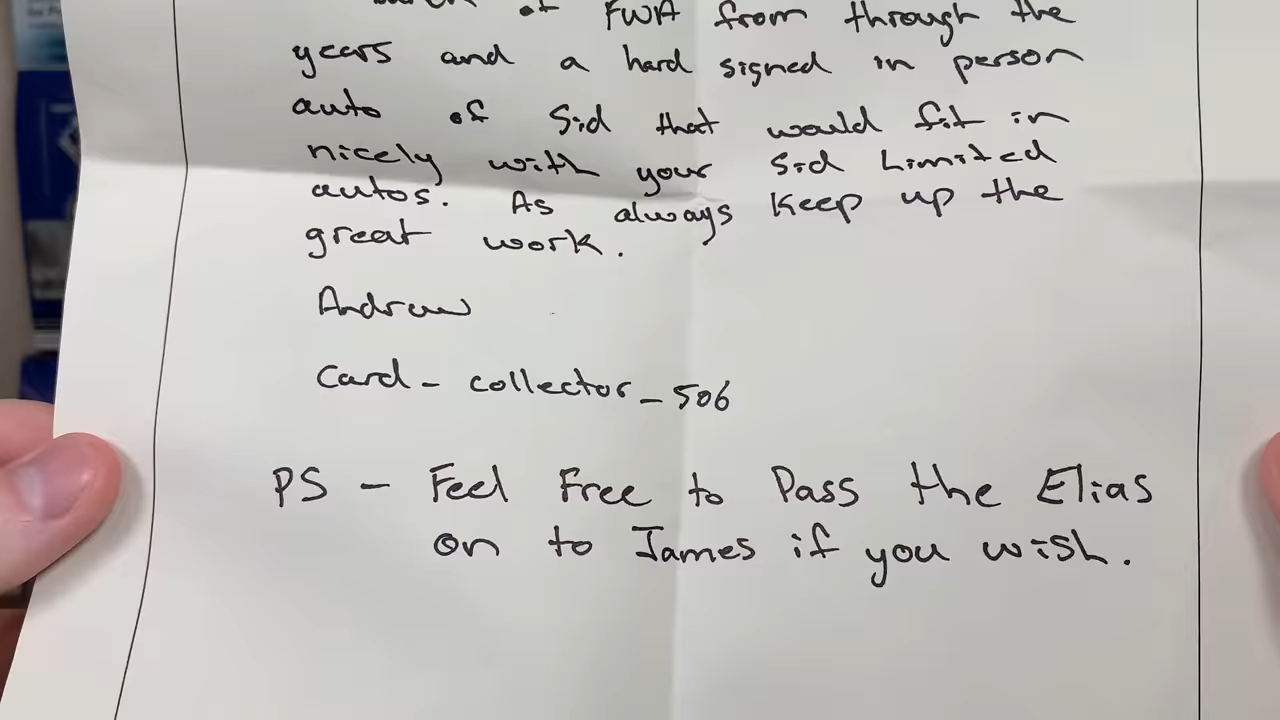 of FWA from through the
years and a hard signed in person
auto of Sid that would fit in
nicely with your Sid Limited
autos. As always Keep up the
great work.
Andrew
Card-collector_506
PS - Feel Free to Pass the Elias
on to James if you wish.